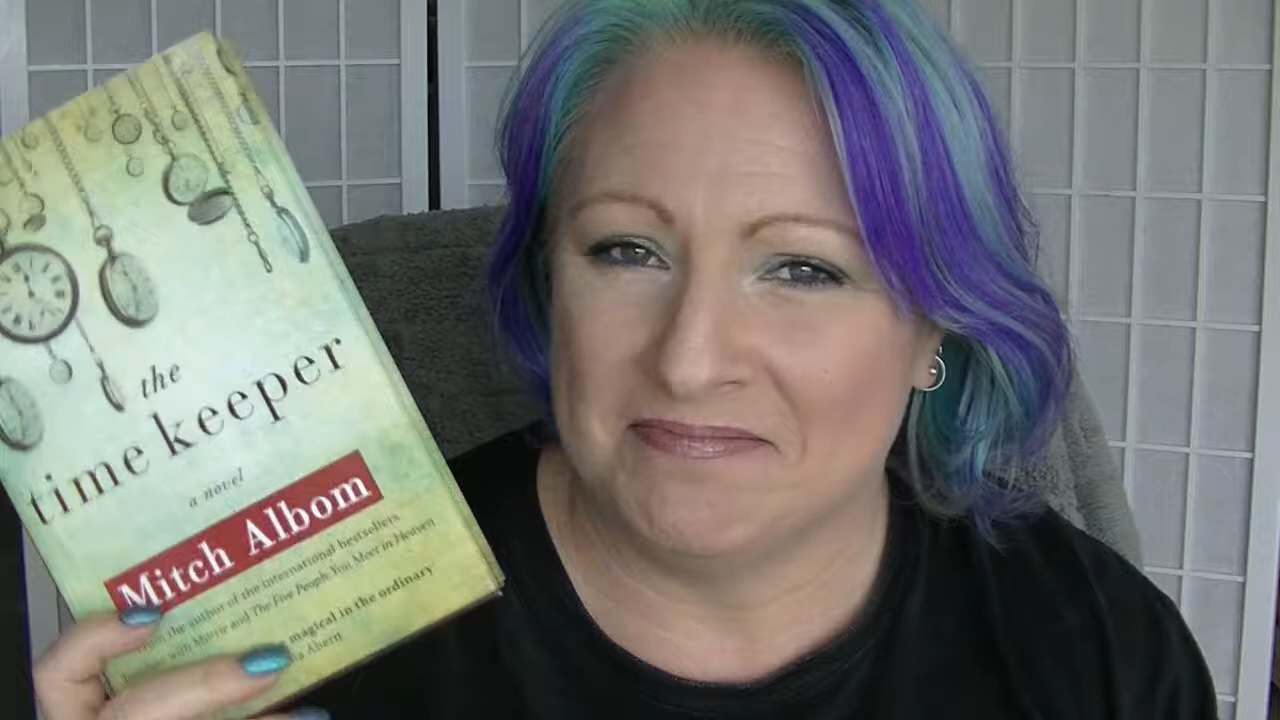 the
time keeper
a novel
Mitch Albom
the author of the international bestsellers
with Morrie and The Five People You Meet in Heaven
magical in the ordinary
Ahern